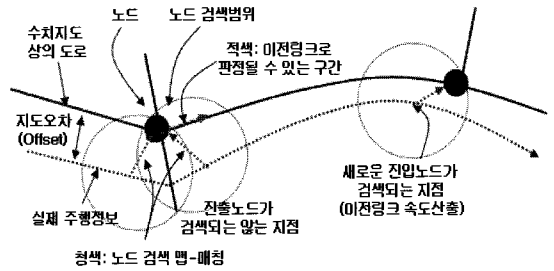 노드
노드 검색범위
수치지도
상의 도로
적색: 이전링크로
판정될 수 있는 구간
지도오차
(Offset)
새로운 진입노드가
검색되는 지점
(이전링크 속도산출)
실제 주행정보
진출노드가
검색되는 않는 지점
청색: 노드 검색 맵-매칭